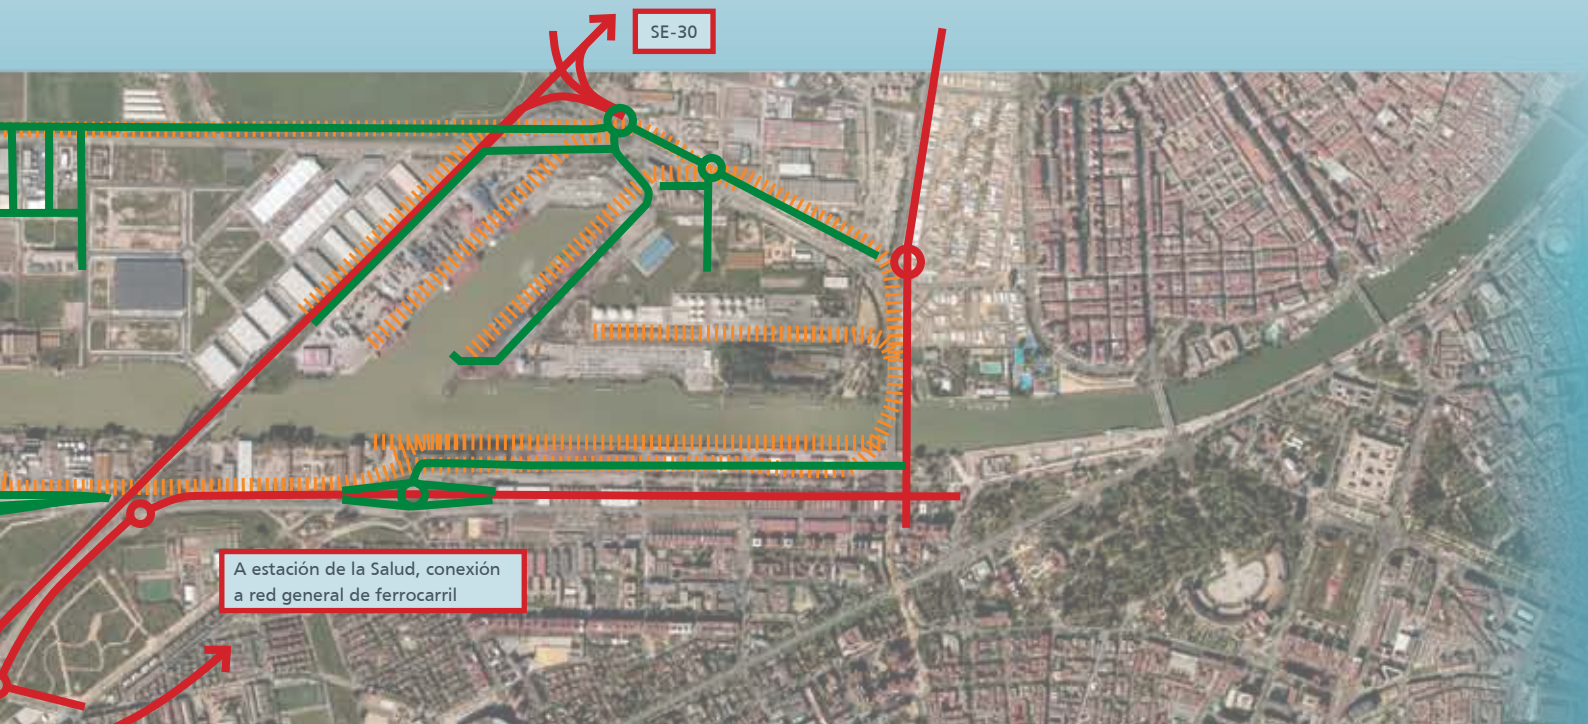 SE-30
A estación de la Salud, conexión
a red general de ferrocarril